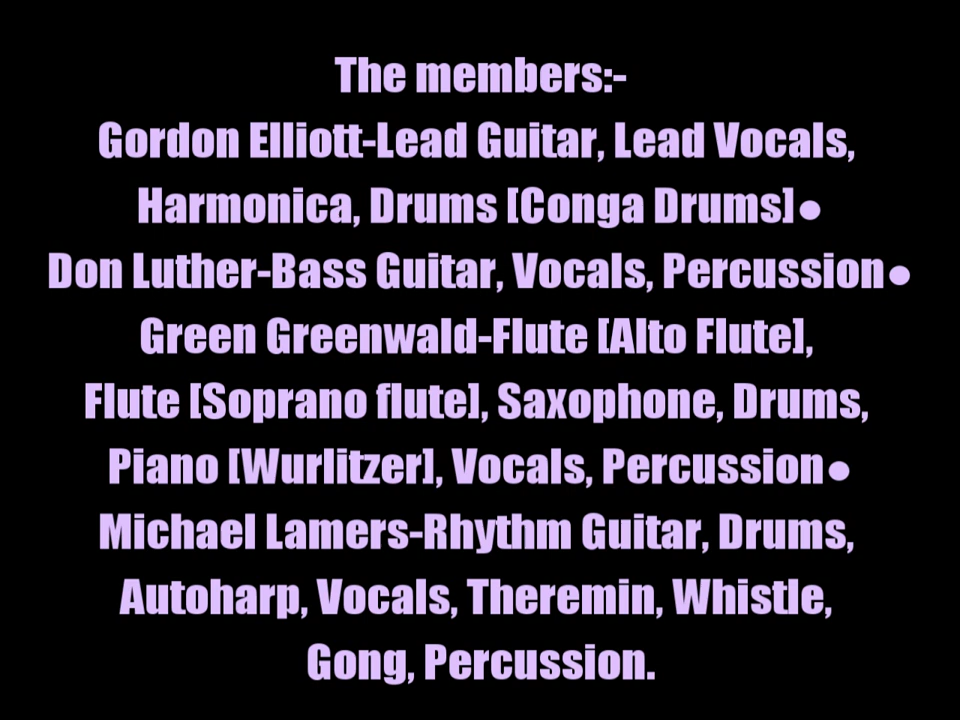 The members:-
Gordon Elliott-Lead Guitar, Lead Vocals,
Harmonica, Drums [Conga Drums]●
Don Luther-Bass Guitar, Vocals, Percussion●
Green Greenwald-Flute [Alto Flute],
Flute [Soprano flute], Saxophone, Drums,
Piano [Wurlitzer], Vocals, Percussion●
Michael Lamers-Rhythm Guitar, Drums,
Autoharp, Vocals, Theremin, Whistle,
Gong, Percussion.